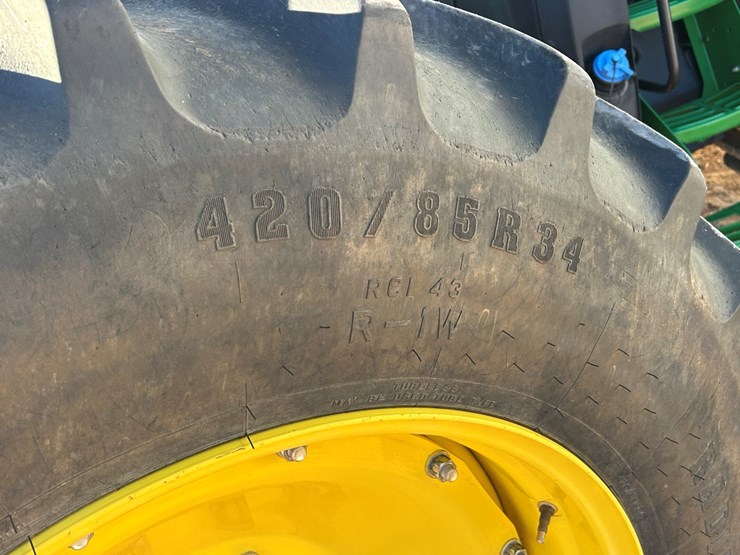 420/85R34
RCI 43
R-1W
TUBELESS
MAY BE USED WITH TUBE